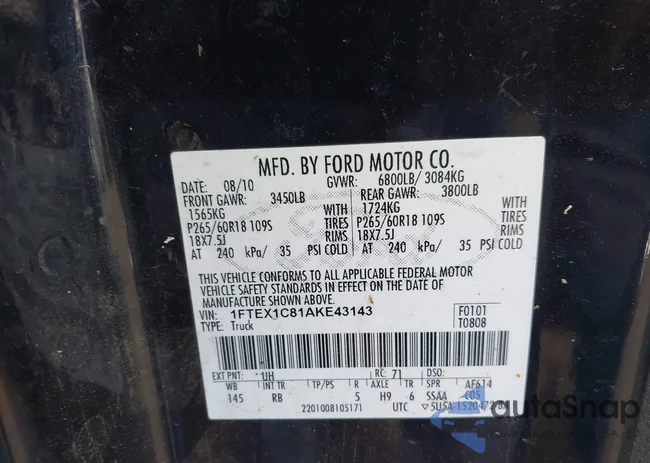 MFD. BY FORD MOTOR CO.
DATE: 08/10 GVWR: 6800LB/ 3084KG
FRONT GAWR: 3450LB REAR GAWR: 3800LB
1565KG WITH 1724KG WITH
P265/60R18 109S TIRES P265/60R18 109S TIRES
18X7.5J RIMS 18X7.5J RIMS
AT 240 kPa/ 35 PSI COLD AT 240 kPa/ 35 PSI COLD
THIS VEHICLE CONFORMS TO ALL APPLICABLE FEDERAL MOTOR
VEHICLE SAFETY STANDARDS IN EFFECT ON THE DATE OF
MANUFACTURE SHOWN ABOVE.
VIN: 1FTEX1C81AKE43143 F0101
TYPE: Truck T0808
EXT PNT: 1JH RC: 71 DSO:
WB INT TR TP/PS R AXLE TR SPR AF614
145 RB 5 H9 6 SSAA C05
2201008105171 UTC
autoSnap